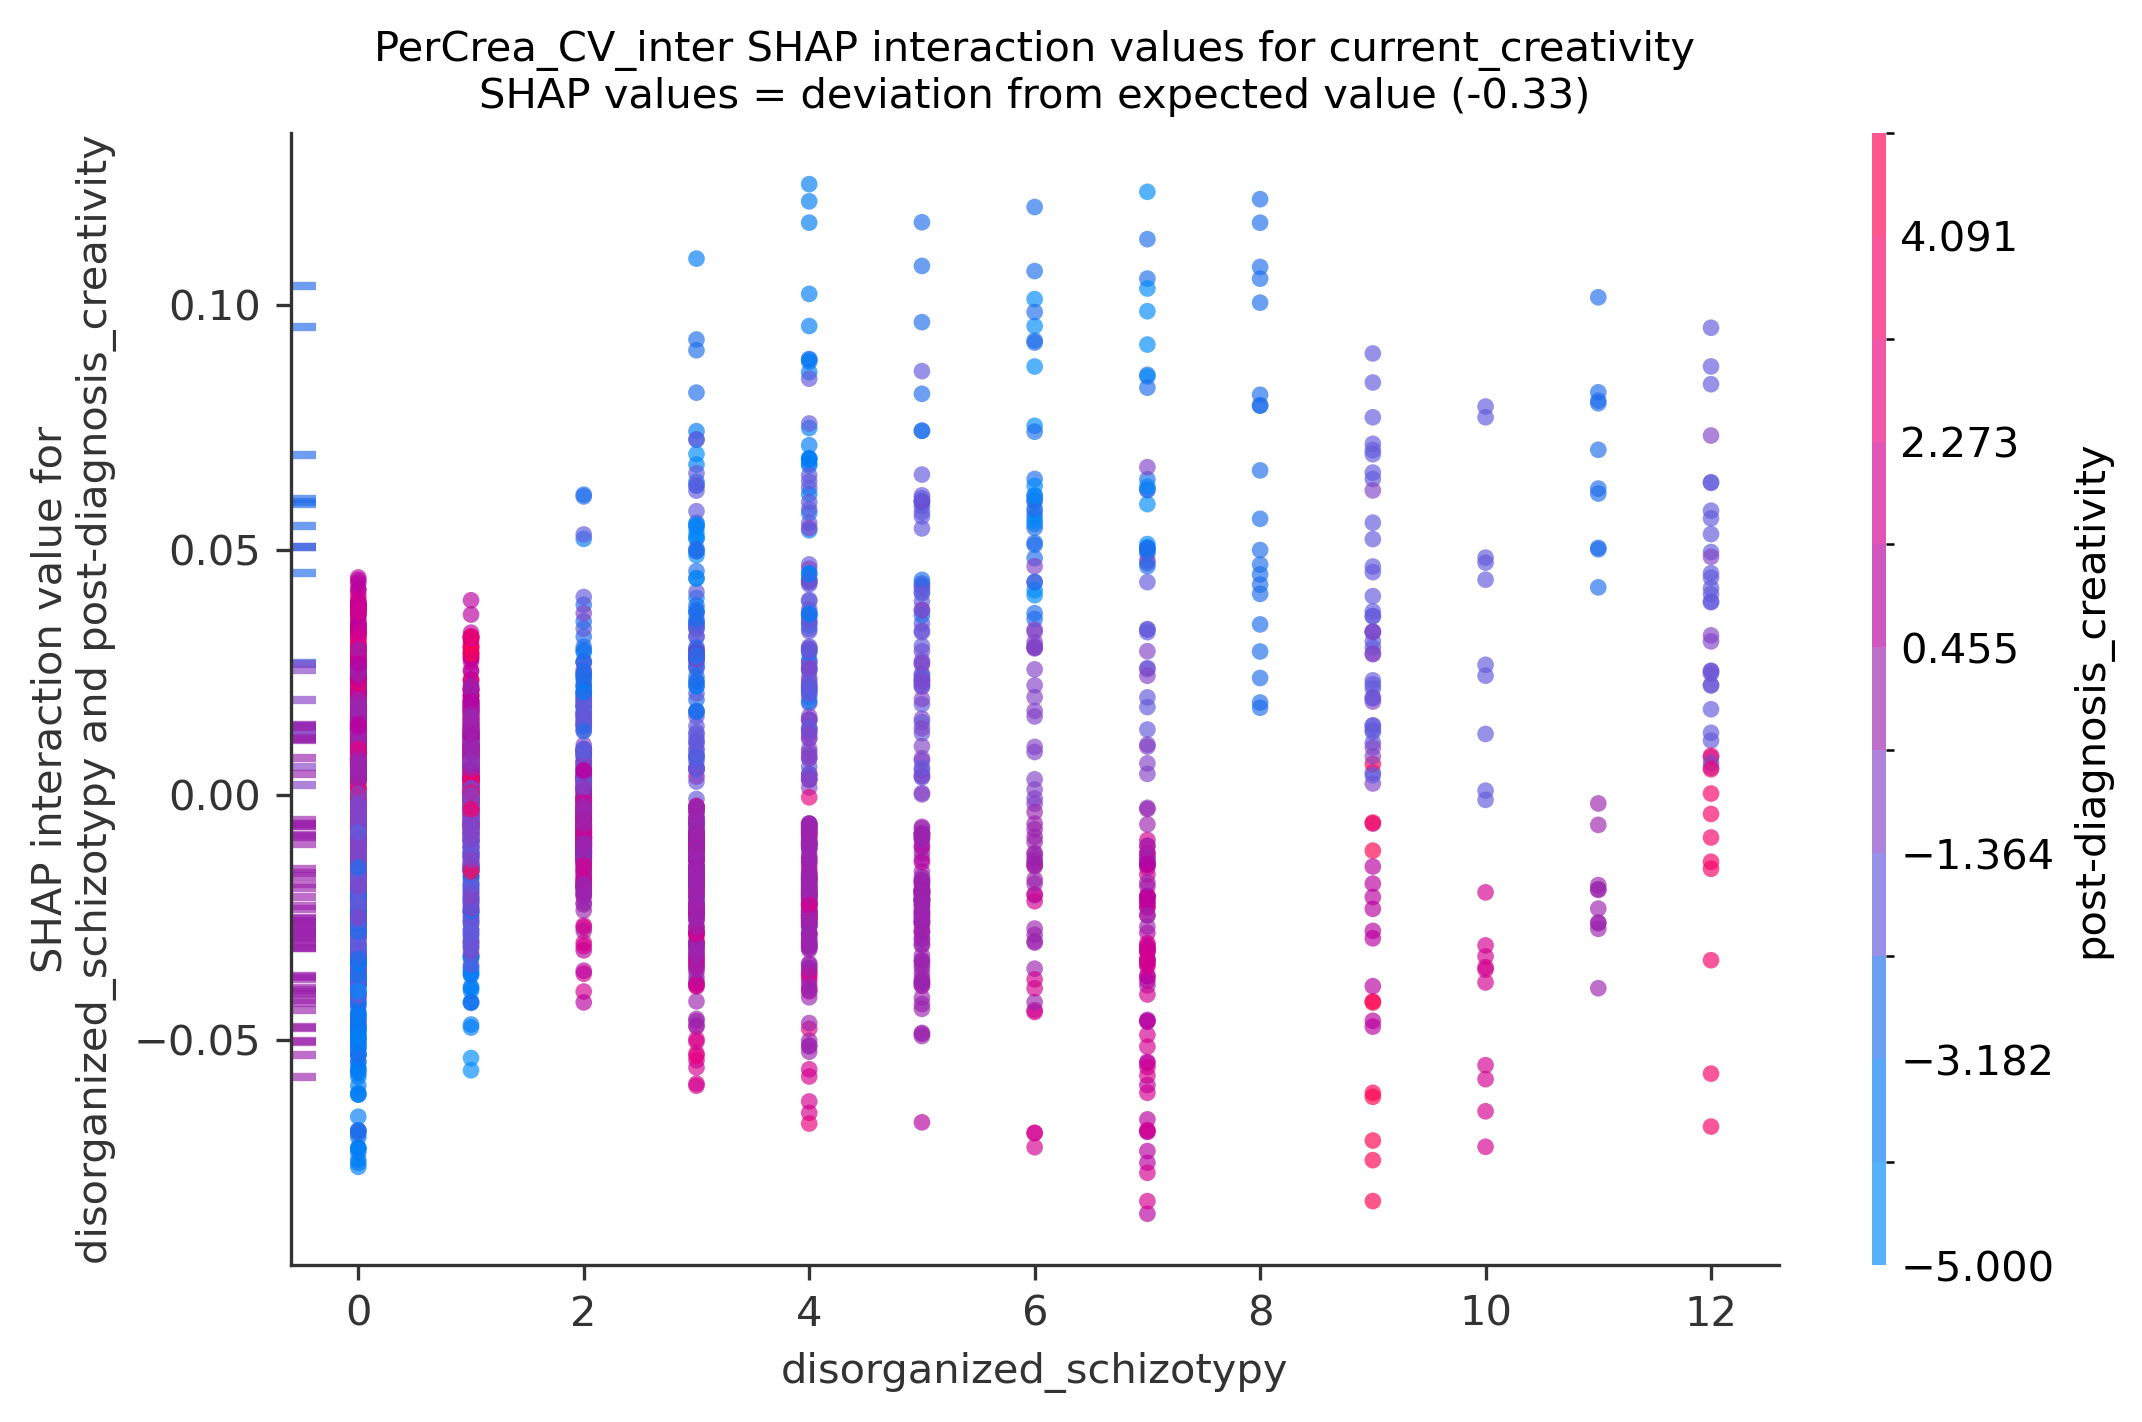 PerCrea_CV_inter SHAP interaction values for current_creativity
SHAP values = deviation from expected value (-0.33)
SHAP interaction value for
disorganized_schizotypy and post-diagnosis_creativity
0.10
0.05
0.00
−0.05
0
2
4
6
8
10
12
disorganized_schizotypy
4.091
2.273
0.455
−1.364
−3.182
−5.000
post-diagnosis_creativity